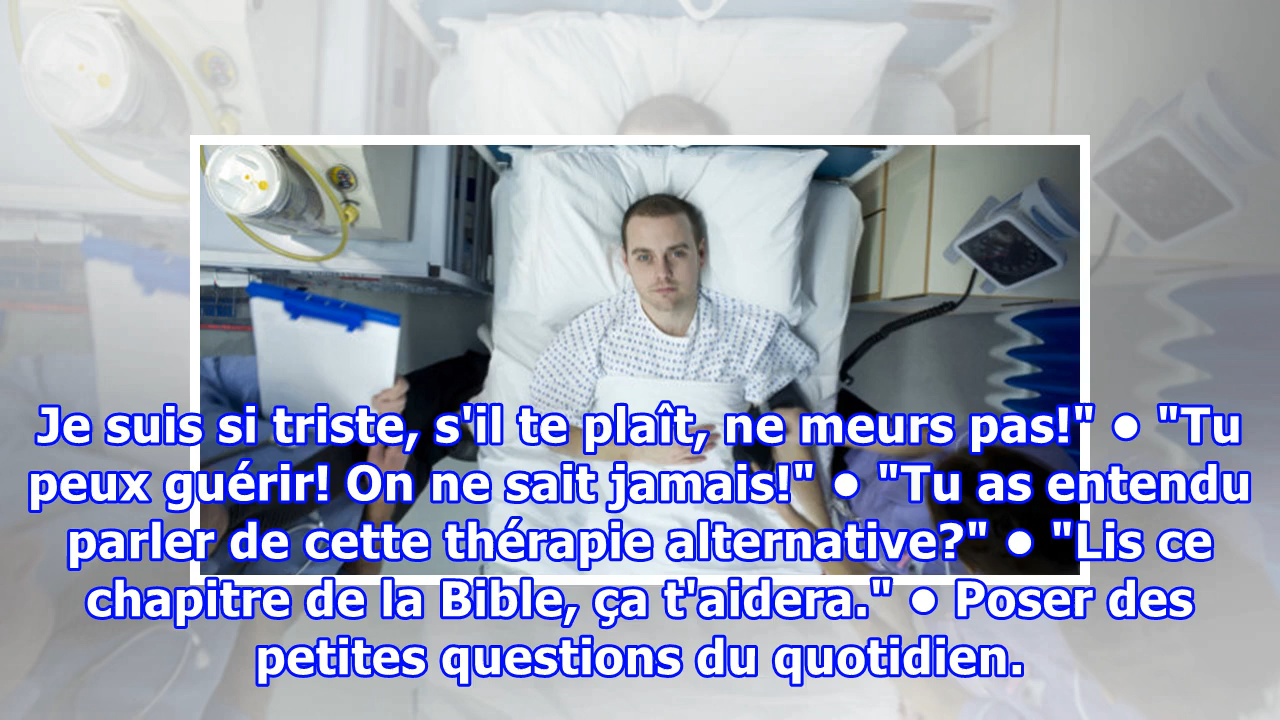 Je suis si triste, s'il te plaît, ne meurs pas!" • "Tu
peux guérir! On ne sait jamais!" • "Tu as entendu
parler de cette thérapie alternative?" • "Lis ce
chapitre de la Bible, ça t'aidera." • Poser des
petites questions du quotidien.